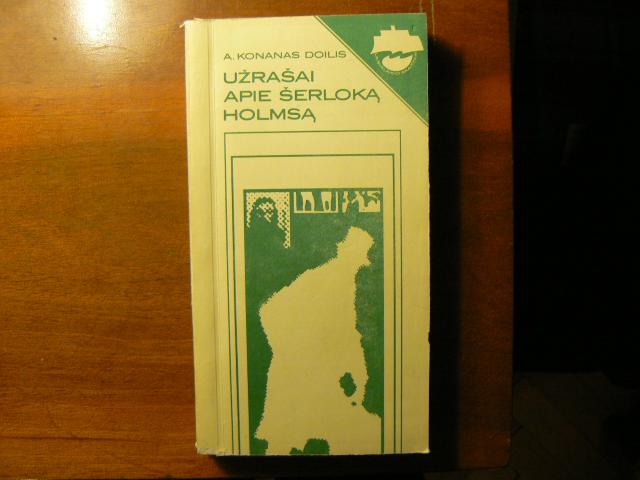 A. KONANAS DOILIS
UŽRAŠAI
APIE ŠERLOKĄ
HOLMSĄ